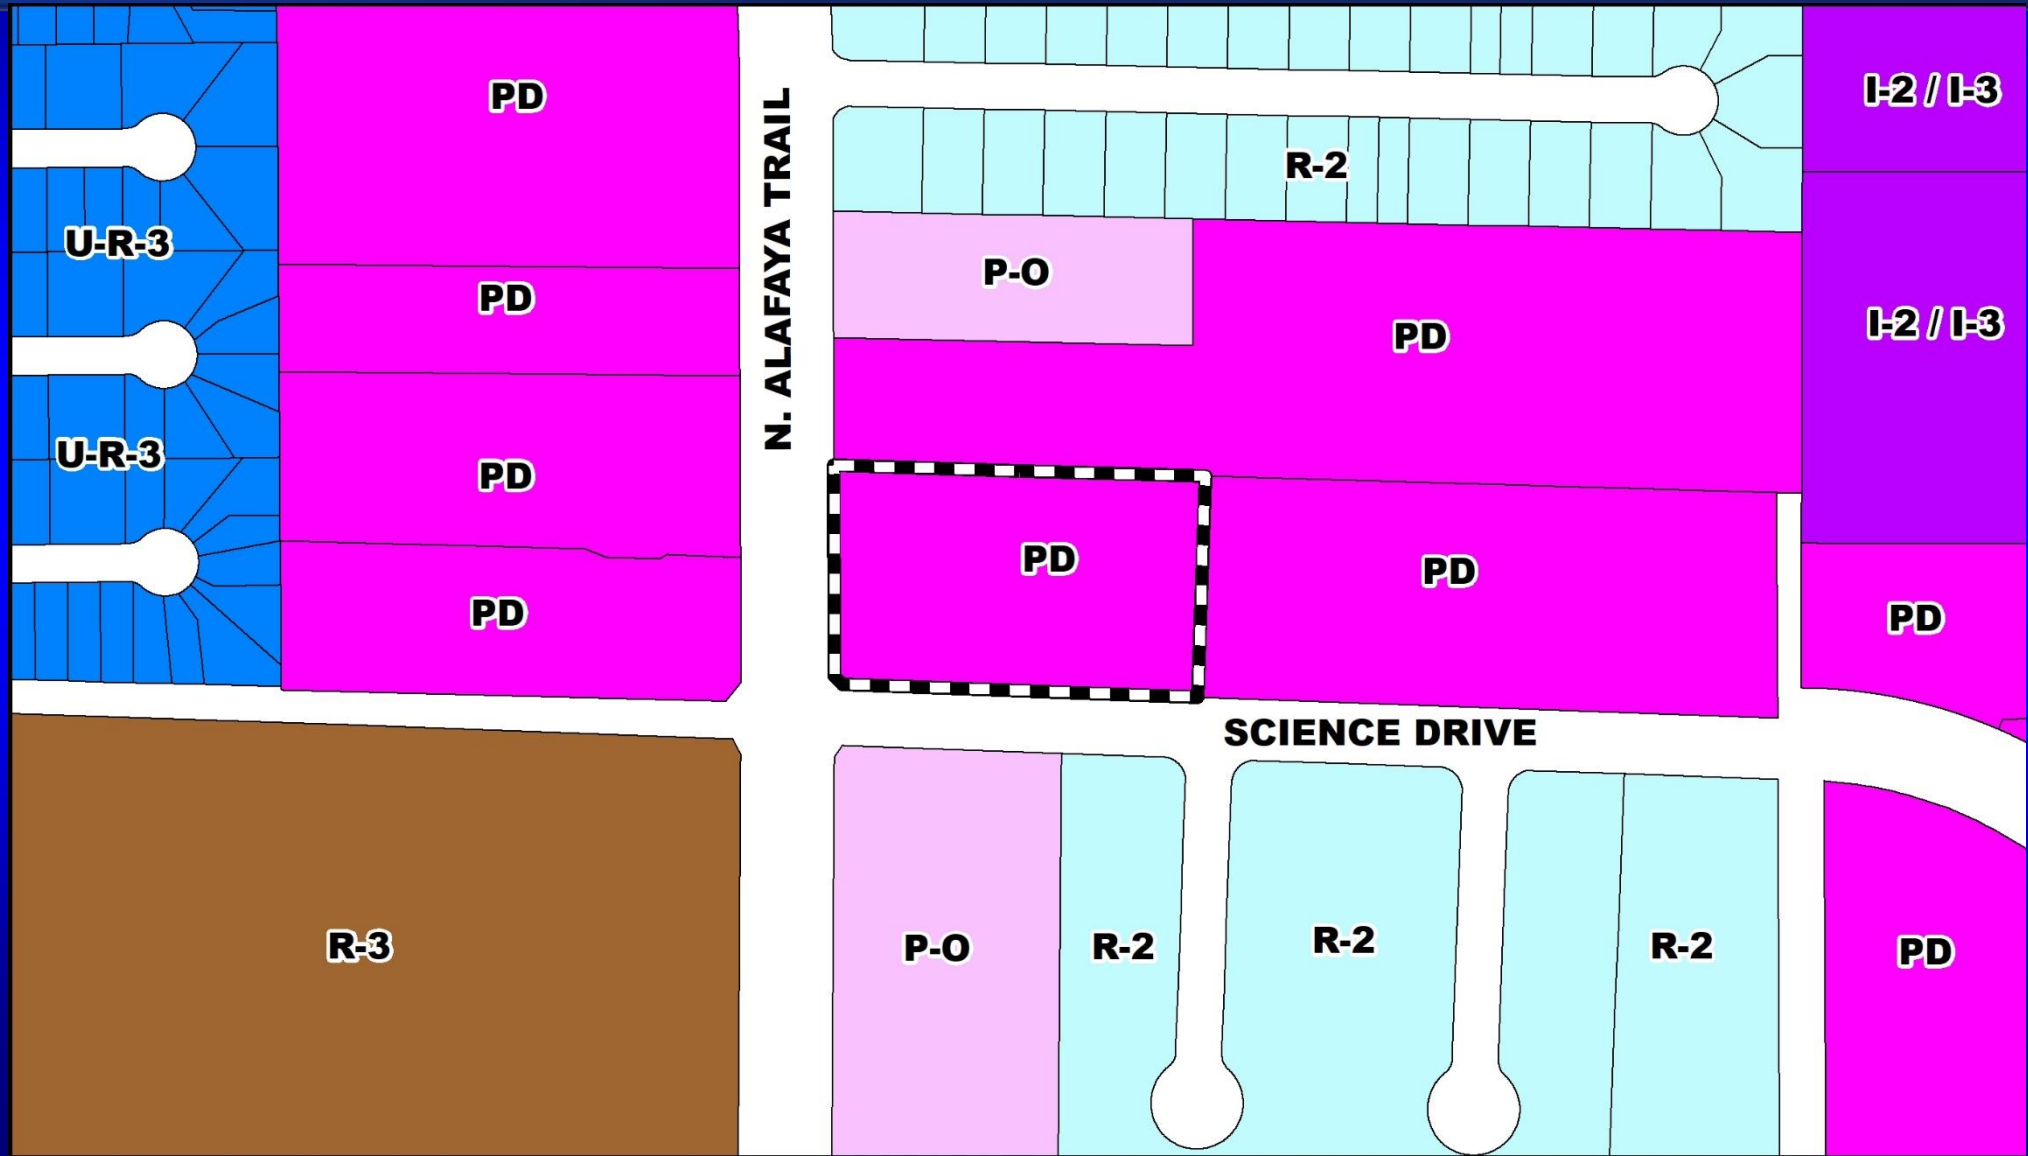 PD
I-2 / I-3
R-2
U-R-3
P-O
PD
N. ALAFAYA TRAIL
PD
I-2 / I-3
U-R-3
PD
PD
PD
PD
PD
SCIENCE DRIVE
R-3
P-O
R-2
R-2
R-2
PD